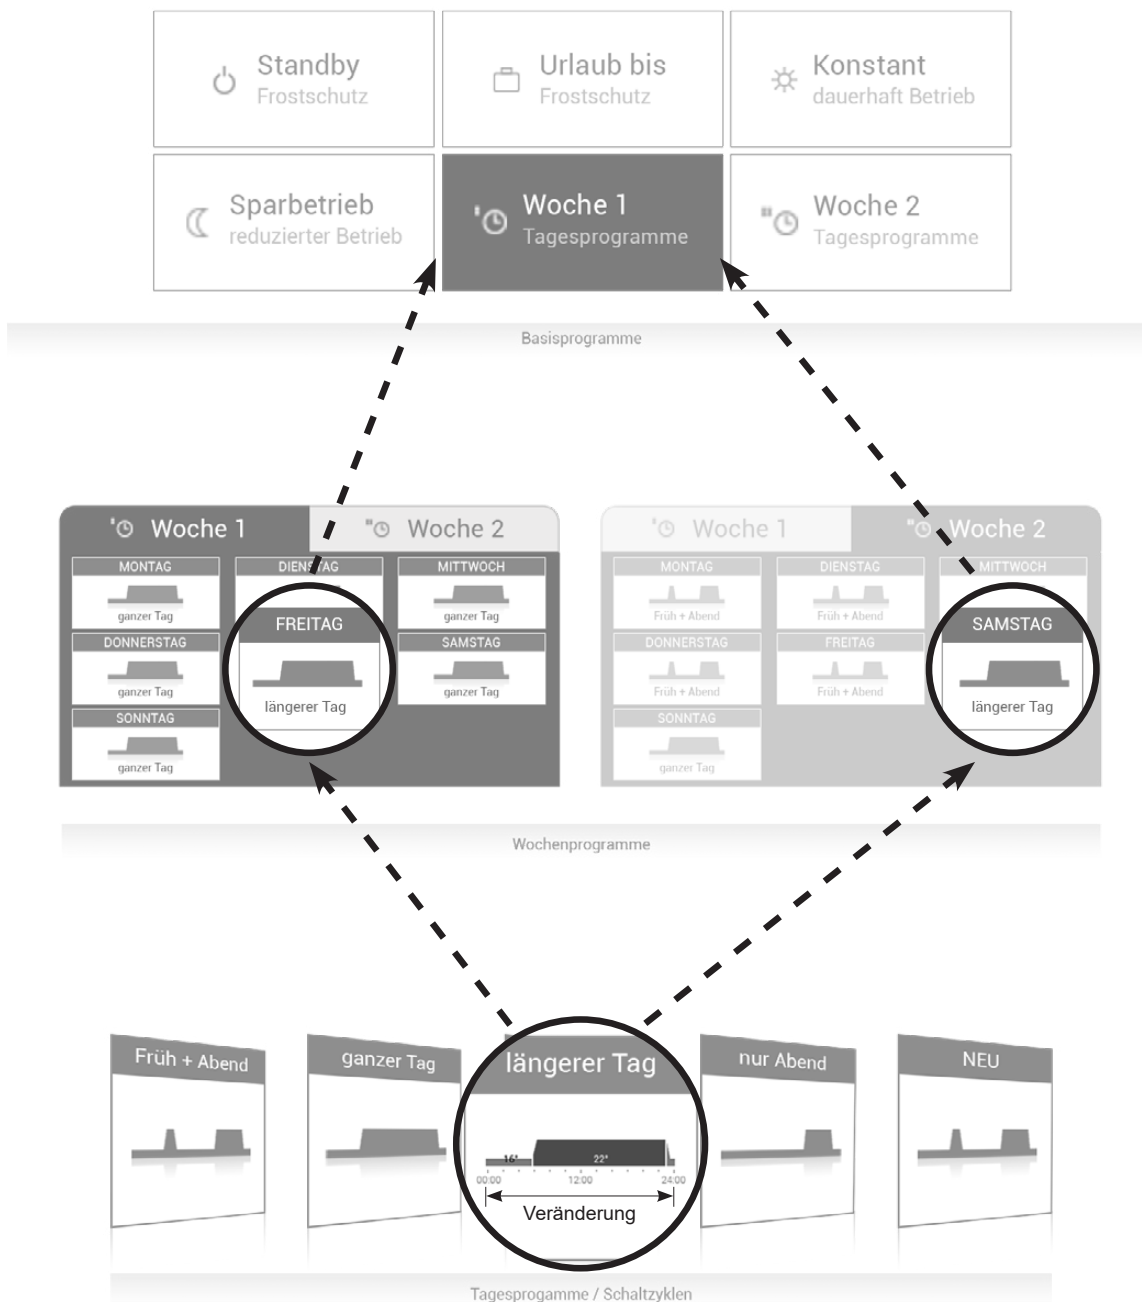 Standby
Frostschutz
Urlaub bis
Frostschutz
Konstant
dauerhaft Betrieb
Sparbetrieb
reduzierter Betrieb
Woche 1
Tagesprogramme
Woche 2
Tagesprogramme
Basisprogramme
Woche 1
Woche 2
MONTAG
ganzer Tag
DIENSTAG
MITTWOCH
ganzer Tag
DONNERSTAG
ganzer Tag
FREITAG
längerer Tag
SAMSTAG
ganzer Tag
SONNTAG
ganzer Tag
Woche 1
Woche 2
MONTAG
Früh + Abend
DIENSTAG
Früh + Abend
MITTWOCH
DONNERSTAG
Früh + Abend
FREITAG
Früh + Abend
SAMSTAG
längerer Tag
SONNTAG
ganzer Tag
Wochenprogramme
Früh + Abend
ganzer Tag
längerer Tag
16°
22°
00:00
12:00
24:00
Veränderung
nur Abend
NEU
Tagesprogamme / Schaltzyklen